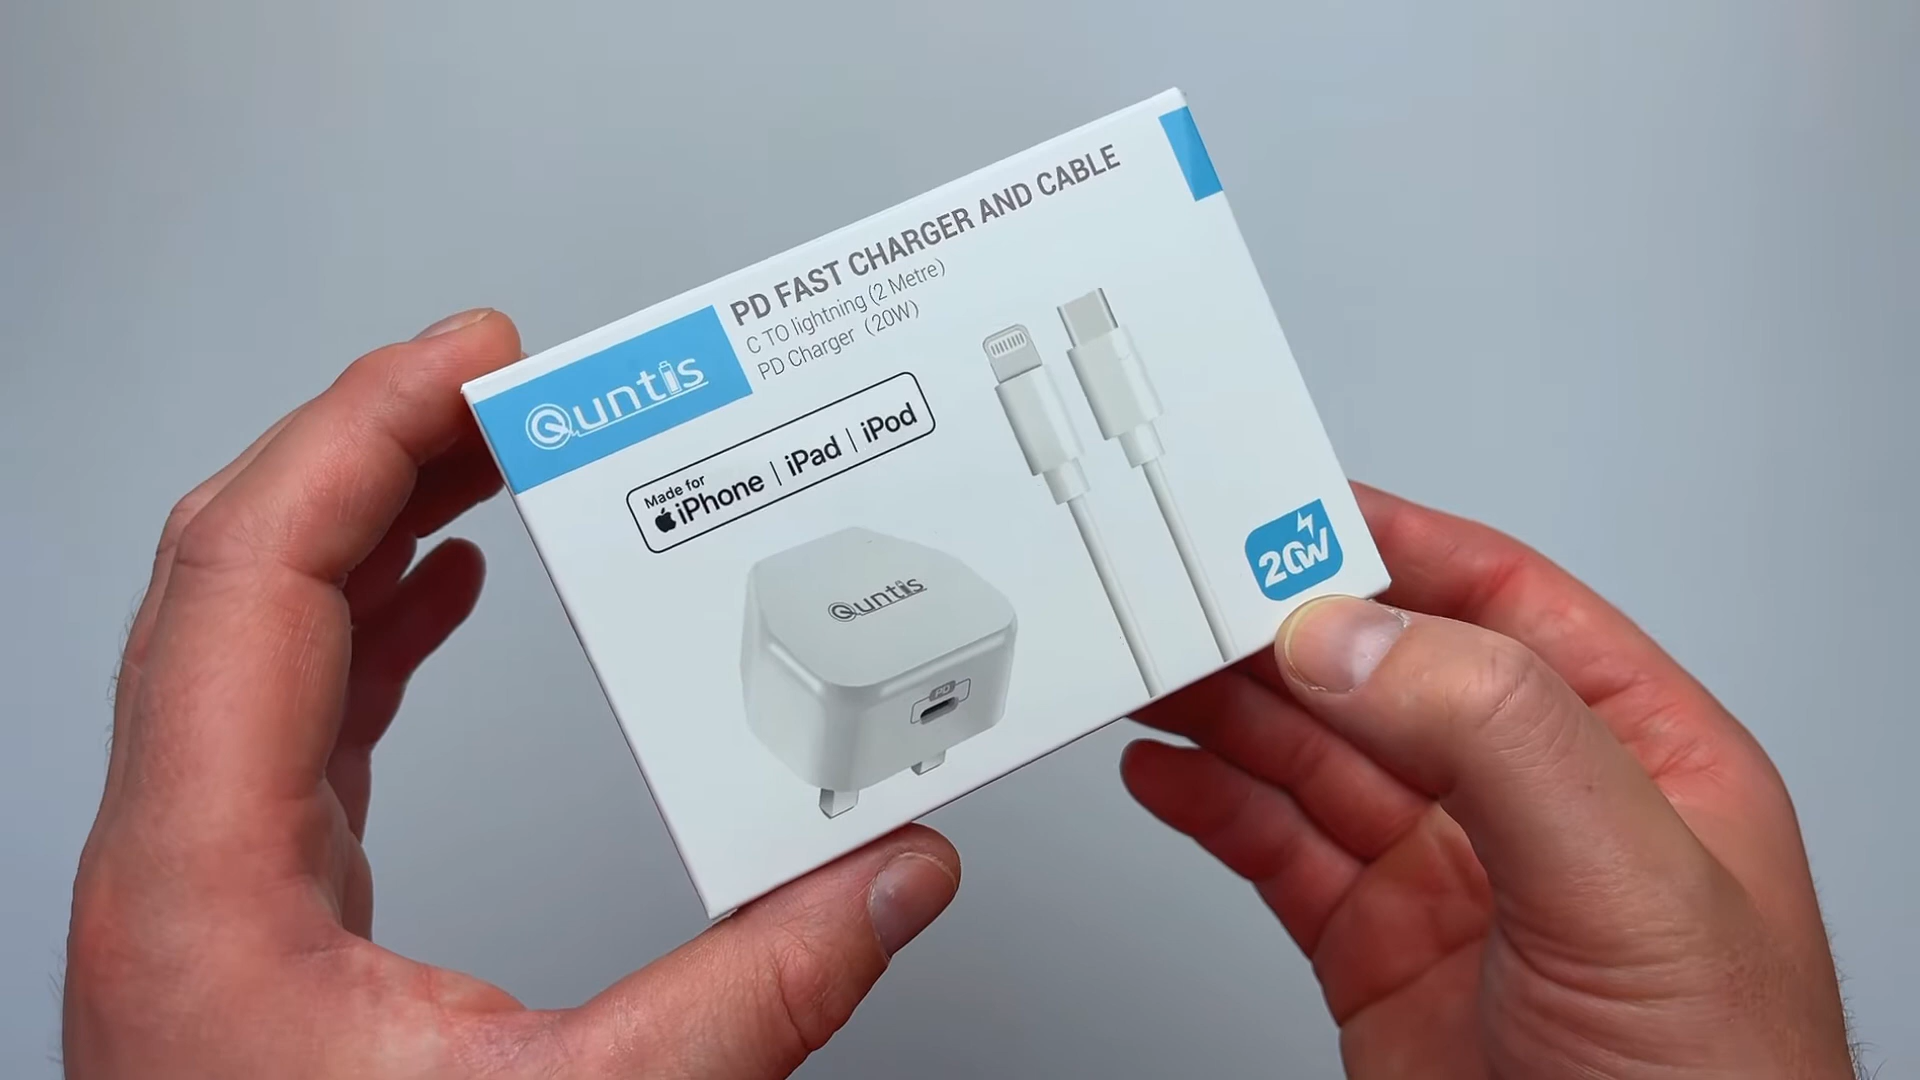 PD FAST CHARGER AND CABLE
C TO lightning (2 Metre)
PD Charger (20W)
Quntis
Made for
iPhone | iPad | iPod
Quntis
PD
20W